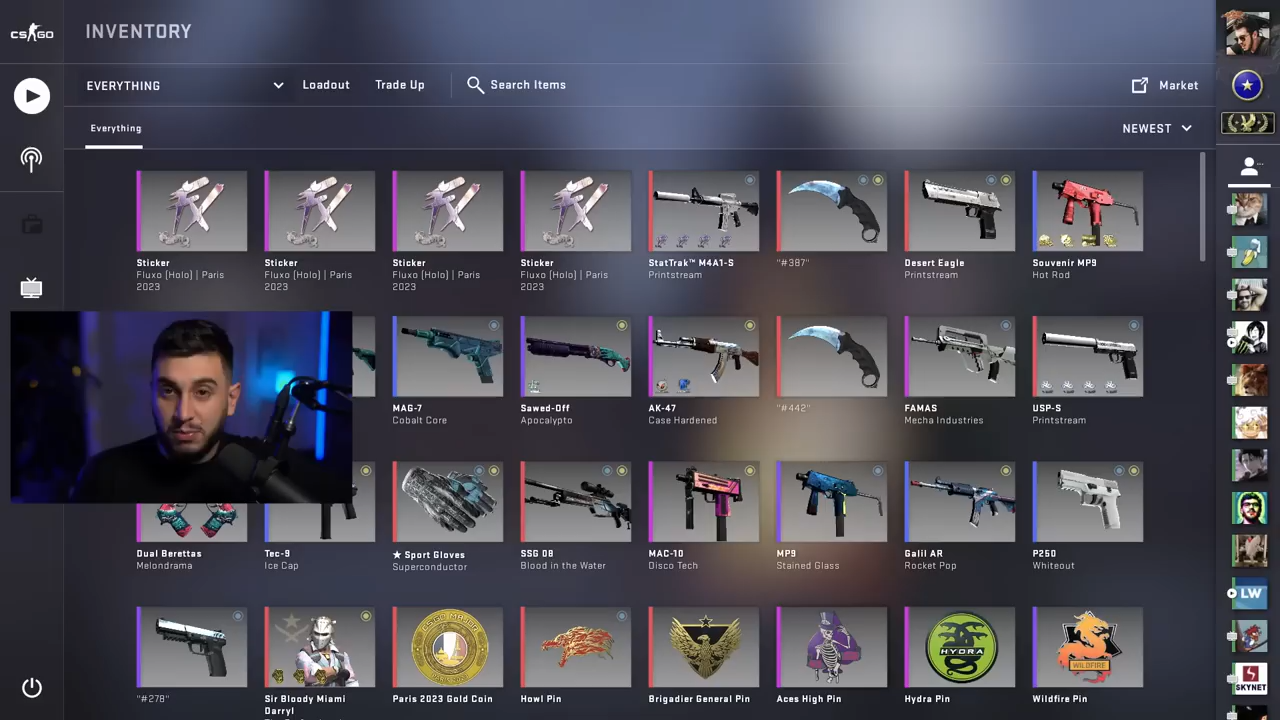 CS GO
INVENTORY
EVERYTHING
Loadout
Trade Up
Search Items
Market
Everything
NEWEST
Sticker
Fluxo (Holo) | Paris
2023
Sticker
Fluxo (Holo) | Paris
2023
Sticker
Fluxo (Holo) | Paris
2023
Sticker
Fluxo (Holo) | Paris
2023
StatTrak™ M4A1-S
Printstream
"#387"
Desert Eagle
Printstream
Souvenir MP9
Hot Rod
MAG-7
Cobalt Core
Sawed-Off
Apocalypto
AK-47
Case Hardened
"#442"
FAMAS
Mecha Industries
USP-S
Printstream
Dual Berettas
Melondrama
Tec-9
Ice Cap
★ Sport Gloves
Superconductor
SSG 08
Blood in the Water
MAC-10
Disco Tech
MP9
Stained Glass
Galil AR
Rocket Pop
P250
Whiteout
LW
"#278"
Sir Bloody Miami
Darryl
Paris 2023 Gold Coin
Howl Pin
Brigadier General Pin
Aces High Pin
HYDRA
Hydra Pin
WILDFIRE
Wildfire Pin
SKYNET